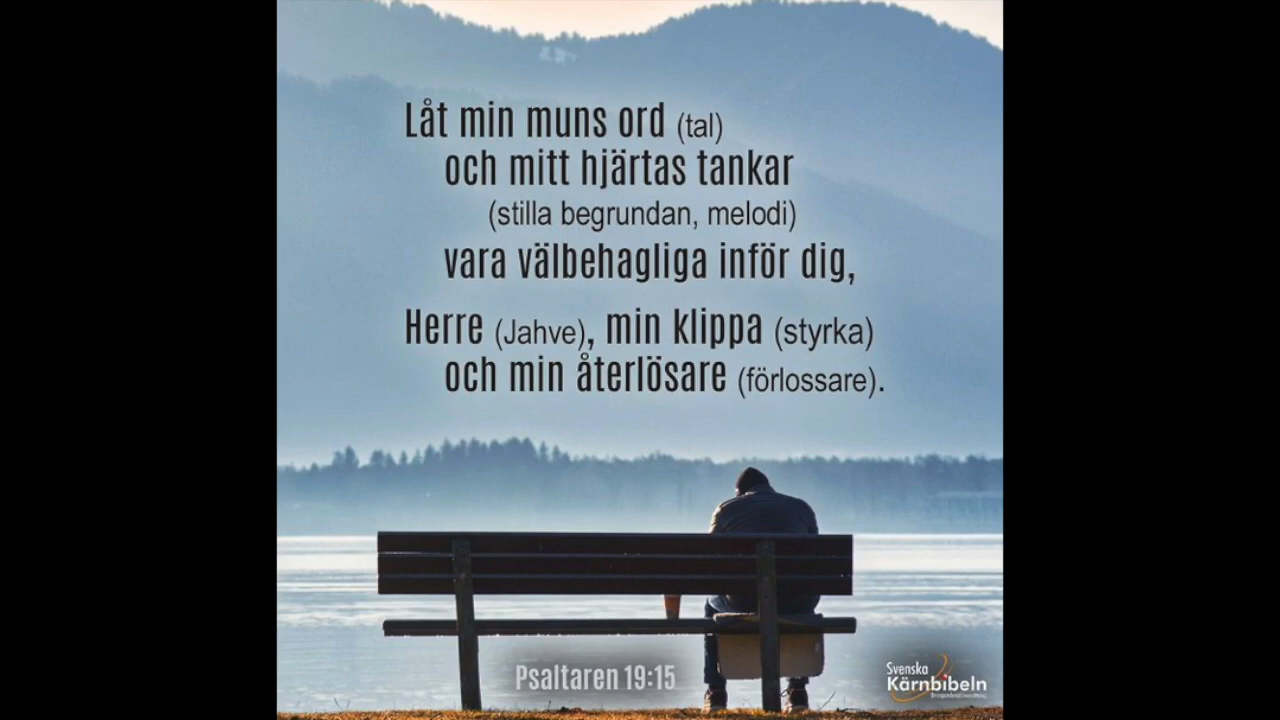 Låt min muns ord (tal)
och mitt hjärtas tankar
(stilla begrundan, melodi)
vara välbehagliga inför dig,
Herre (Jahve), min klippa (styrka)
och min återlösare (förlossare).
Psaltaren 19:15
Svenska
Kärnbibeln